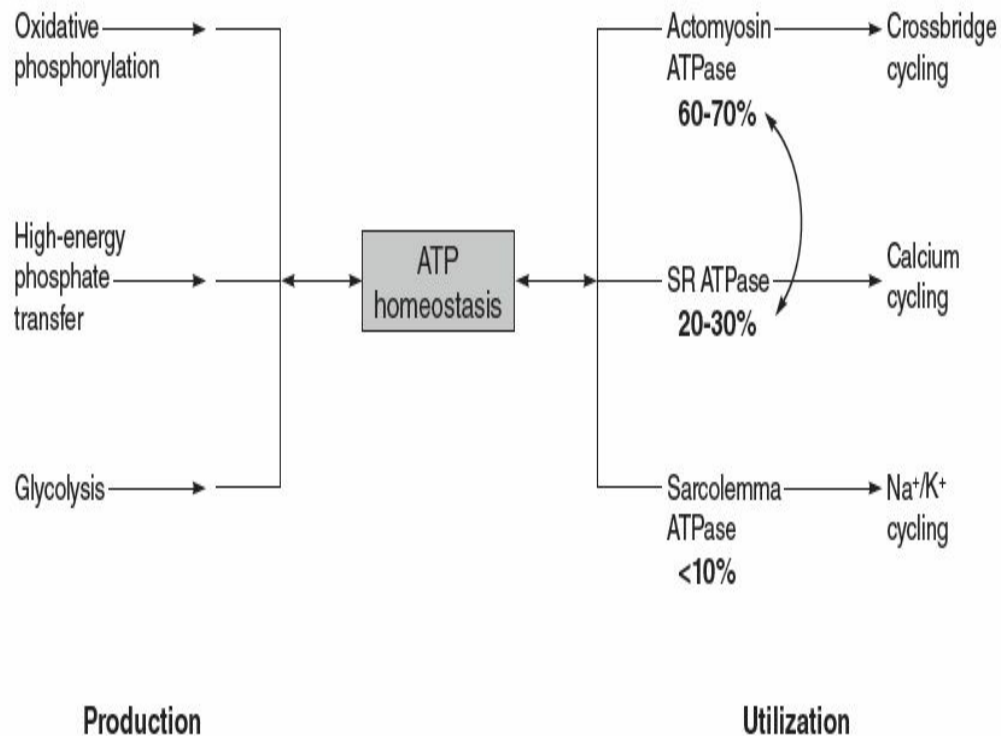 Oxidative
phosphorylation
High-energy
phosphate
transfer
Glycolysis
Production
ATP
homeostasis
Actomyosin
ATPase
60-70%
Crossbridge
cycling
SR ATPase
20-30%
Calcium
cycling
Sarcolemma
ATPase
<10%
Na⁺/K⁺
cycling
Utilization